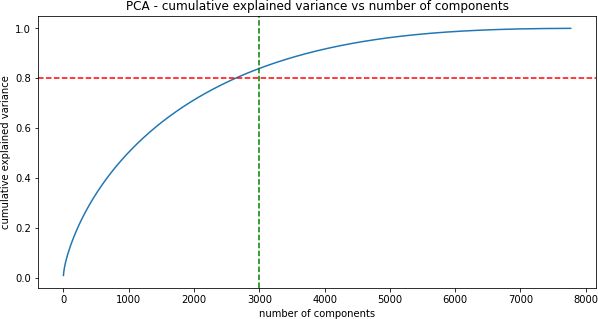 PCA - cumulative explained variance vs number of components
cumulative explained variance
1.0
0.8
0.6
0.4
0.2
0.0
0 1000 2000 3000 4000 5000 6000 7000 8000
number of components